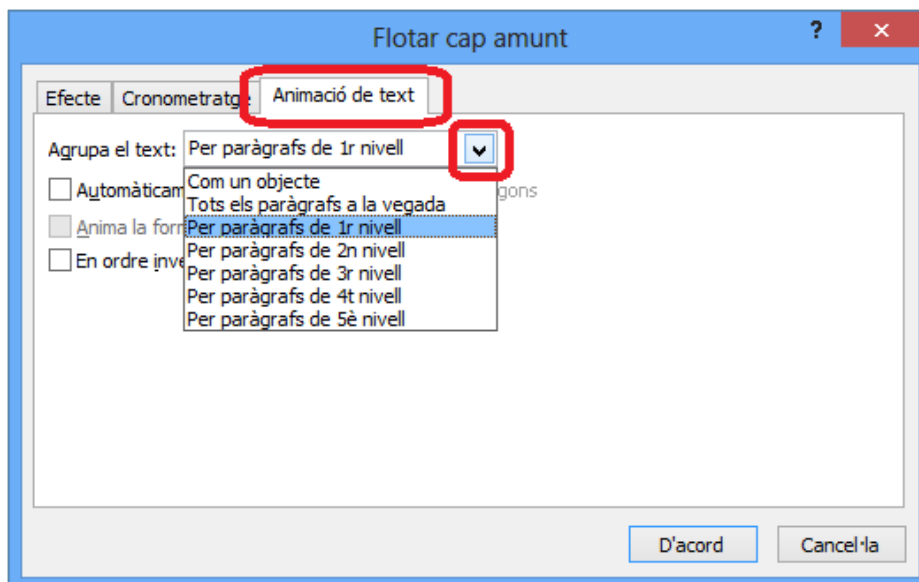 Flotar cap amunt
?
Efecte Cronometratge Animació de text
Agrupa el text: Per paràgrafs de 1r nivell
Com un objecte
Automàticam gons
Tots els paràgrafs a la vegada
Anima la forr Per paràgrafs de 1r nivell
Per paràgrafs de 2n nivell
En ordre inve
Per paràgrafs de 3r nivell
Per paràgrafs de 4t nivell
Per paràgrafs de 5è nivell
D'acord Cancel·la